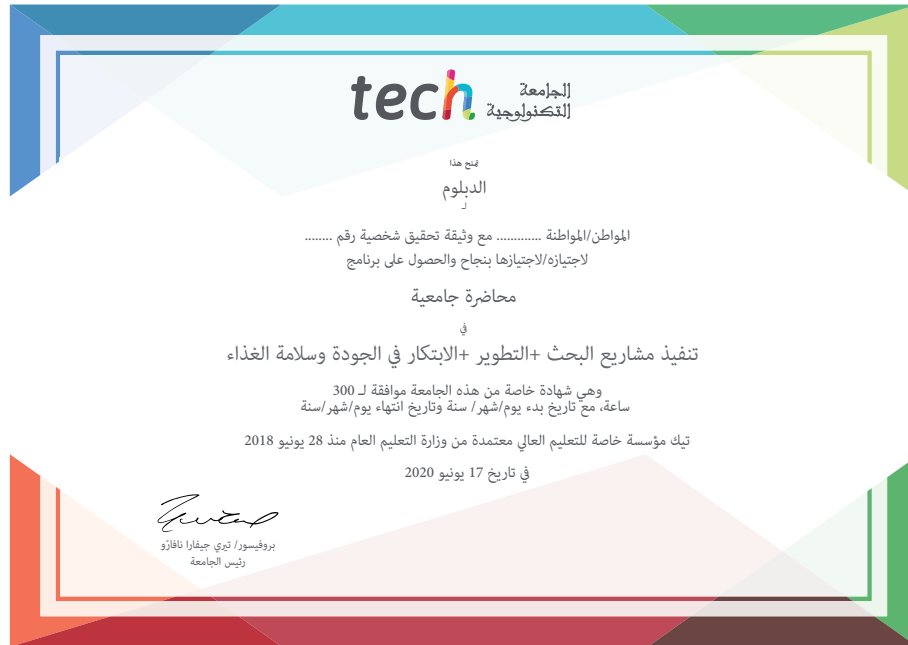 tech الجامعة
التكنولوجية
يمنح هذا
الدبلوم
لـ
المواطن/المواطنة ............. مع وثيقة تحقيق شخصية رقم ........
لاجتيازه/لاجتيازها بنجاح والحصول على برنامج
محاضرة جامعية
في
تنفيذ مشاريع البحث +التطوير +الابتكار في الجودة وسلامة الغذاء
وهي شهادة خاصة من هذه الجامعة موافقة لـ 300
ساعة، مع تاريخ بدء يوم/شهر/ سنة وتاريخ انتهاء يوم/شهر/سنة
تيك مؤسسة خاصة للتعليم العالي معتمدة من وزارة التعليم العام منذ 28 يونيو 2018
في تاريخ 17 يونيو 2020
بروفيسور/ تيري جيفارا نافارّو
رئيس الجامعة